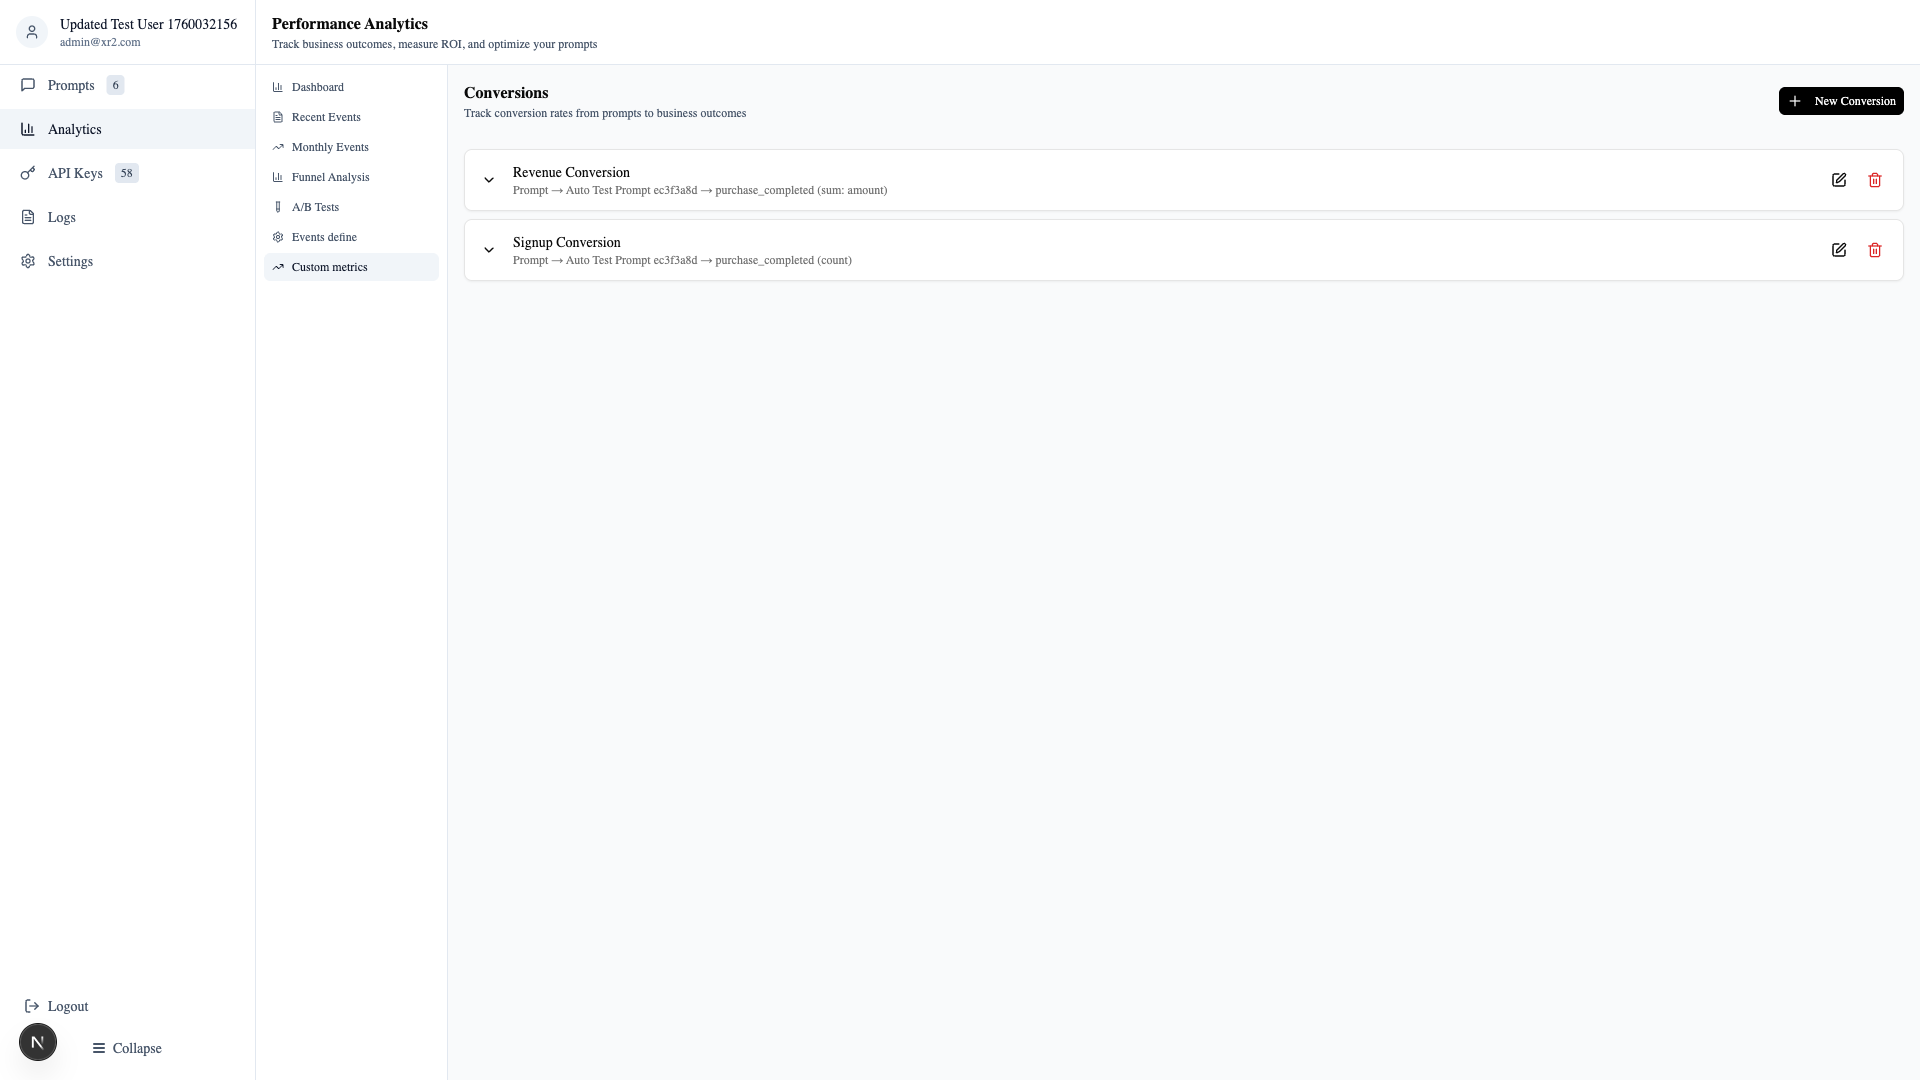 Updated Test User 1760032156
admin@xr2.com
Prompts 6
Analytics
API Keys 58
Logs
Settings
Logout
N
Collapse
Performance Analytics
Track business outcomes, measure ROI, and optimize your prompts
Dashboard
Recent Events
Monthly Events
Funnel Analysis
A/B Tests
Events define
Custom metrics
Conversions
Track conversion rates from prompts to business outcomes
New Conversion
Revenue Conversion
Prompt → Auto Test Prompt ec3f3a8d → purchase_completed (sum: amount)
Signup Conversion
Prompt → Auto Test Prompt ec3f3a8d → purchase_completed (count)